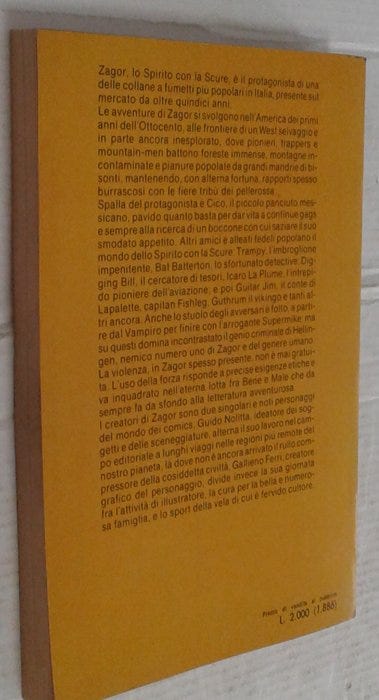 Zagor, lo Spirito con la Scure, è il protagonista di una
delle collane a fumetti più popolari in Italia, presente sul
mercato da oltre quindici anni.
Le avventure di Zagor si svolgono nell'America dei primi
anni dell'Ottocento, alle frontiere di un West selvaggio e
in parte ancora inesplorato, dove pionieri, trappers e
mountain-men battono foreste immense, montagne in-
contaminate e pianure popolate da grandi mandrie di bi-
sonti, mantenendo, con alterna fortuna, rapporti spesso
burrascosi con le fiere tribù dei pellerossa.
Spalla del protagonista è Cico, il piccolo panciuto mes-
sicano, pavido quanto basta per dar vita a continue gags
e sempre alla ricerca di un boccone con cui saziare il suo
smodato appetito. Altri amici e alleati fedeli popolano il
mondo dello Spirito con la Scure: Trampy, l'imbroglione
impenitente, Bat Batterton, lo sfortunato detective, Dig-
ging Bill, il cercatore di tesori, Icaro La Plume, l'intrepi-
do pioniere dell'aviazione, e poi Guitar Jim, il conte di
Lapalette, capitan Fishleg, Guthrum il vikingo e tanti al-
tri ancora. Anche lo stuolo degli avversari è folto, a parti-
re dal Vampiro per finire con l'arrogante Supermike: ma
su questi domina incontrastato il genio criminale di Hellin-
gen, nemico numero uno di Zagor e del genere umano.
La violenza, in Zagor spesso presente, non è mai gratui-
ta. L'uso della forza risponde a precise esigenze etiche e
va inquadrato nell'eterna lotta fra Bene e Male che da
sempre fa da sfondo alla letteratura avventurosa.
I creatori di Zagor sono due singolari e noti personaggi
del mondo dei comics. Guido Nolitta, ideatore dei sog-
getti e delle sceneggiature, alterna il suo lavoro nel cam-
po editoriale a lunghi viaggi nelle regioni più remote del
nostro pianeta, là dove non è ancora arrivato il rullo com-
pressore della cosiddetta civiltà. Gallieno Ferri, creatore
grafico del personaggio, divide invece la sua giornata
fra l'attività di illustratore, la cura per la bella e numero-
sa famiglia, e lo sport della vela di cui è fervido cultore.
Prezzo di vendita al pubblico
L. 2.000 (1.886)